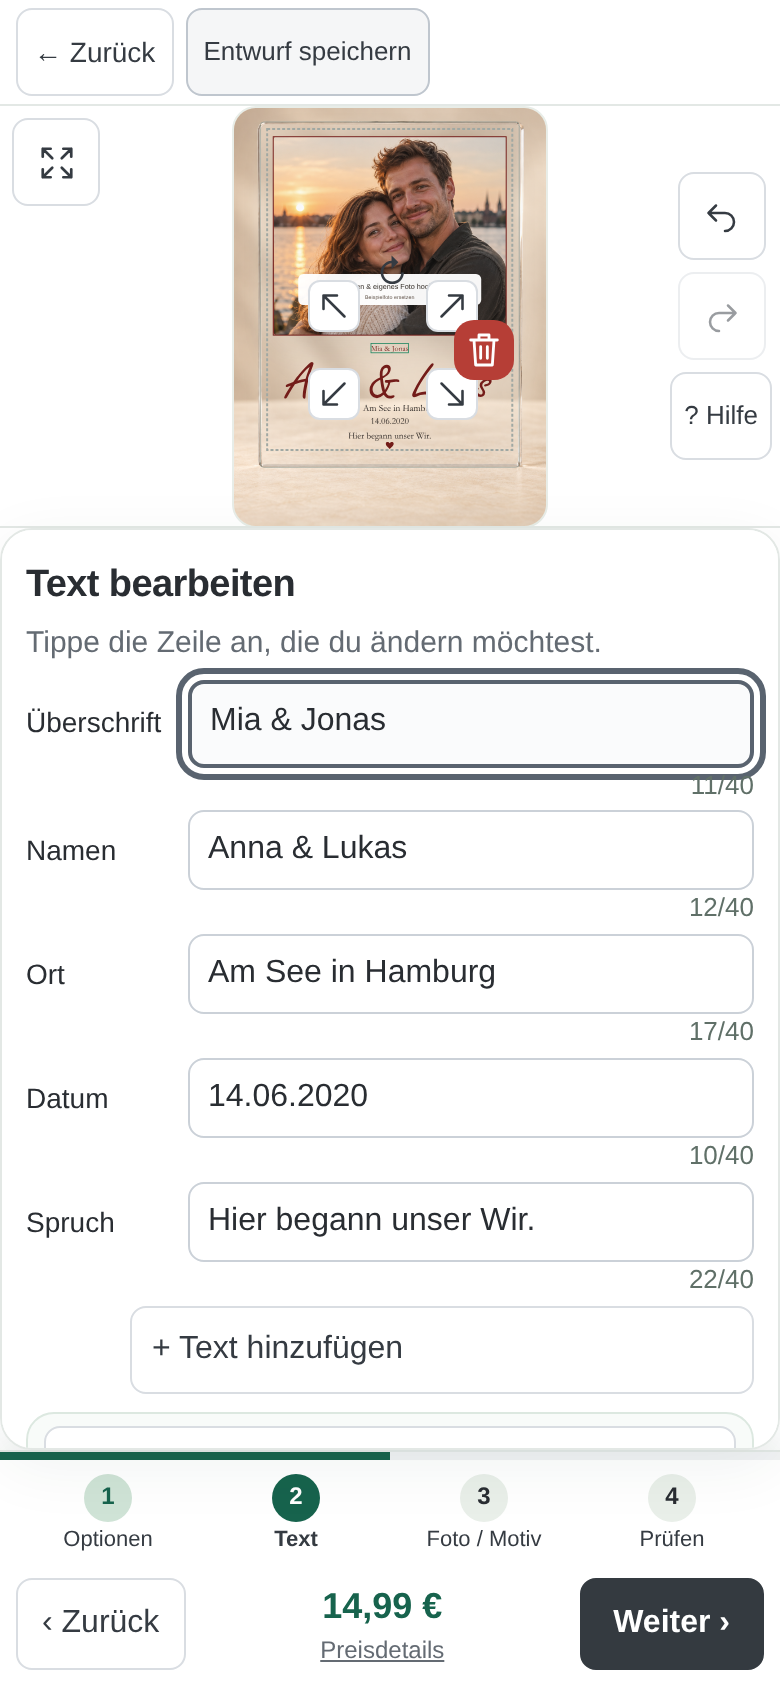 ← Zurück
Entwurf speichern
Beispielfoto ersetzen
Mia & Jonas
&
Am See in Hamb
14.06.2020
Hier begann unser Wir.
? Hilfe
Text bearbeiten
Tippe die Zeile an, die du ändern möchtest.
Überschrift
Mia & Jonas
11/40
Namen
Anna & Lukas
12/40
Ort
Am See in Hamburg
17/40
Datum
14.06.2020
10/40
Spruch
Hier begann unser Wir.
22/40
+ Text hinzufügen
1
2
3
4
Optionen
Text
Foto / Motiv
Prüfen
‹ Zurück
14,99 €
Preisdetails
Weiter ›